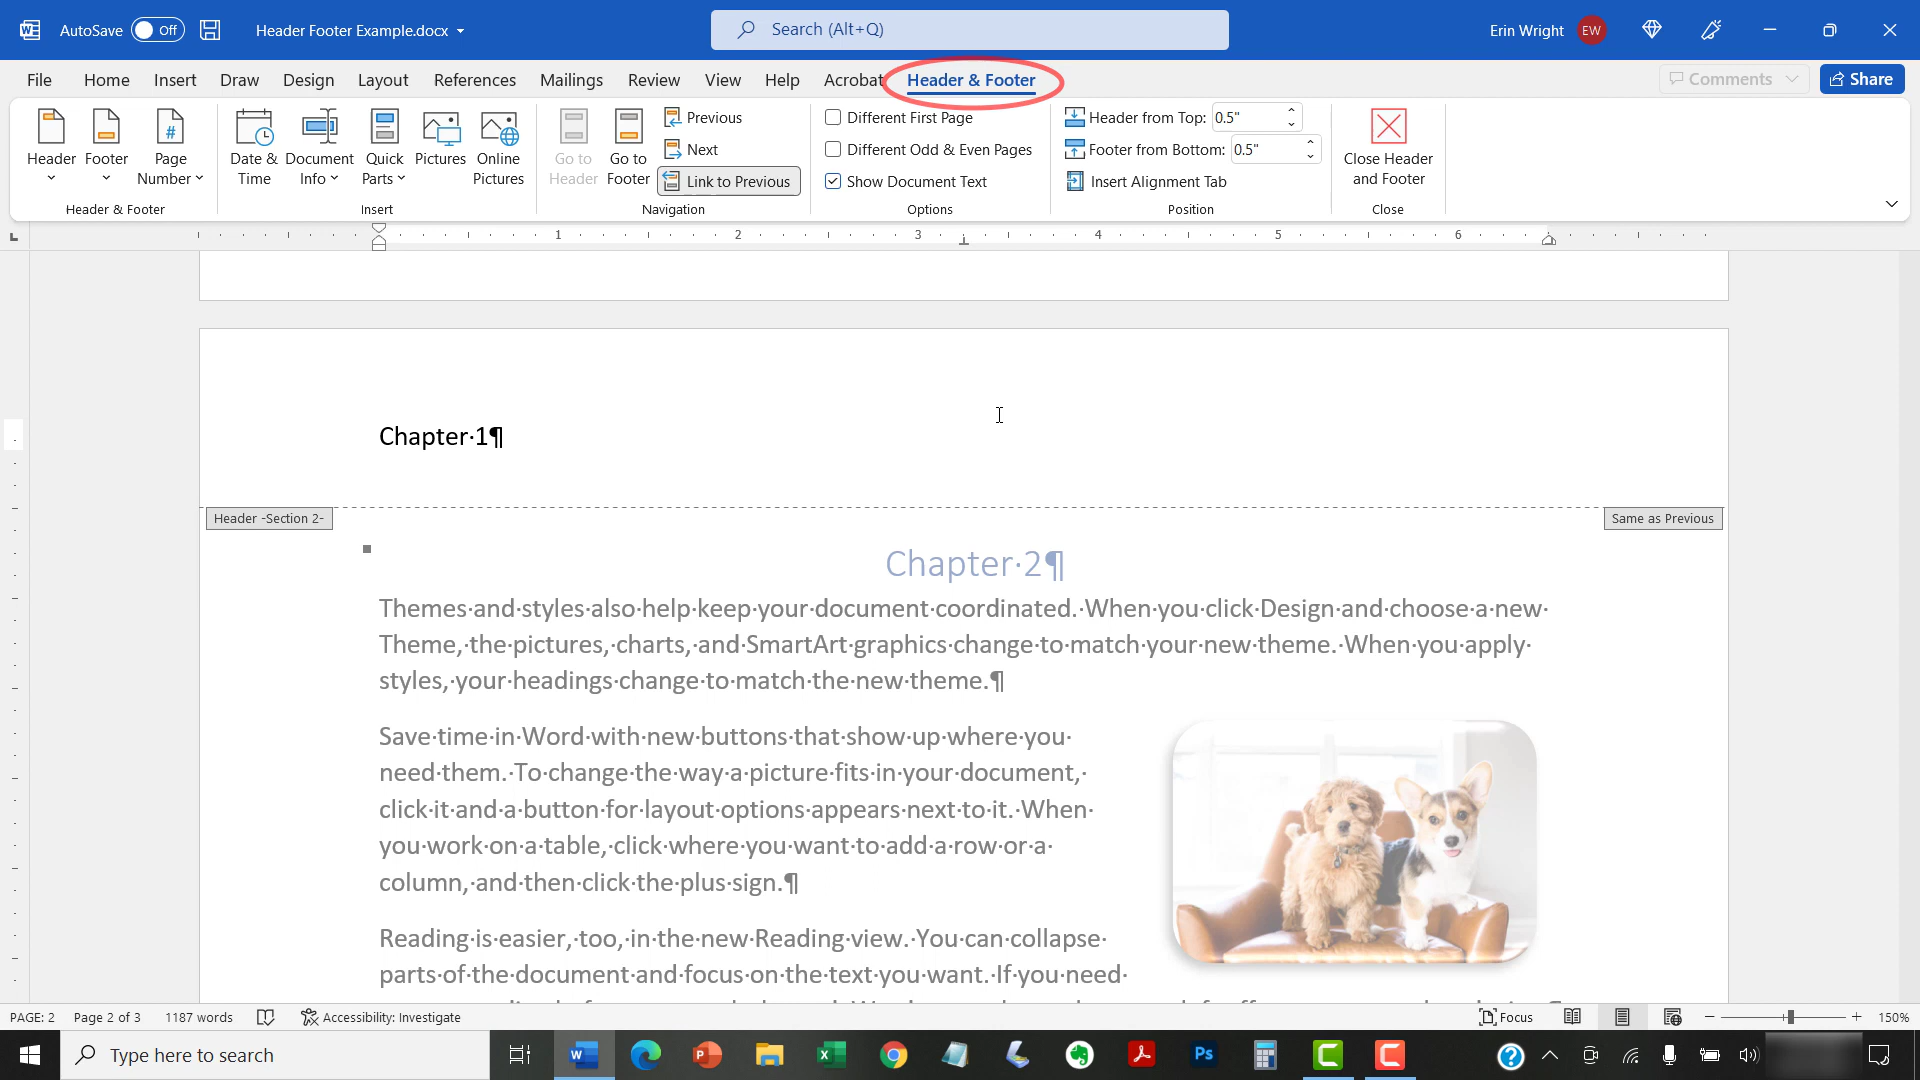 AutoSave Off Header Footer Example.docx Search (Alt+Q) Erin Wright EW
File Home Insert Draw Design Layout References Mailings Review View Help Acrobat Header & Footer Comments Share
Header Footer Page Number
Header & Footer
Date & Time Document Info Quick Parts Pictures Online Pictures
Insert
Go to Header Go to Footer
Previous
Next
Link to Previous
Navigation
Different First Page
Different Odd & Even Pages
Show Document Text
Options
Header from Top: 0.5"
Footer from Bottom: 0.5"
Insert Alignment Tab
Position
Close Header and Footer
Close
1 2 3 4 5 6
Chapter·1¶
Header -Section 2- Same as Previous
Chapter·2¶
Themes·and·styles·also·help·keep·your·document·coordinated.·When·you·click·Design·and·choose·a·new·
Theme,·the·pictures,·charts,·and·SmartArt·graphics·change·to·match·your·new·theme.·When·you·apply·
styles,·your·headings·change·to·match·the·new·theme.¶
Save·time·in·Word·with·new·buttons·that·show·up·where·you·
need·them.·To·change·the·way·a·picture·fits·in·your·document,·
click·it·and·a·button·for·layout·options·appears·next·to·it.·When·
you·work·on·a·table,·click·where·you·want·to·add·a·row·or·a·
column,·and·then·click·the·plus·sign.¶
Reading·is·easier,·too,·in·the·new·Reading·view.·You·can·collapse·
parts·of·the·document·and·focus·on·the·text·you·want.·If·you·need·
PAGE: 2 Page 2 of 3 1187 words Accessibility: Investigate Focus 150%
Type here to search